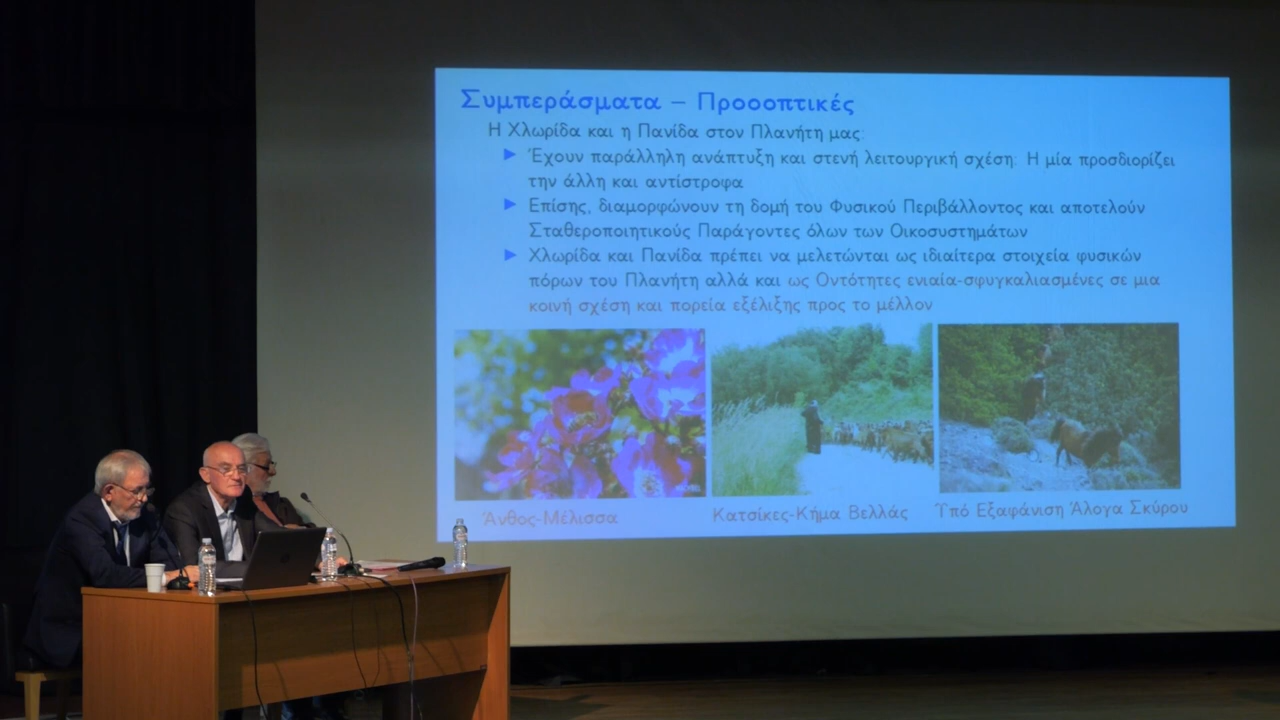 Συμπεράσματα – Προοοπτικές
Η Χλωρίδα και η Πανίδα στον Πλανήτη μας:
Έχουν παράλληλη ανάπτυξη και στενή λειτουργική σχέση: Η μία προσδιορίζει
την άλλη και αντίστροφα
Επίσης, διαμορφώνουν τη δομή του Φυσικού Περιβάλλοντος και αποτελούν
Σταθεροποιητικούς Παράγοντες όλων των Οικοσυστημάτων
Χλωρίδα και Πανίδα πρέπει να μελετώνται ως ιδιαίτερα στοιχεία φυσικών
πόρων του Πλανήτη αλλά και ως Οντότητες ενιαία-σφυγκαλιασμένες σε μια
κοινή σχέση και πορεία εξέλιξης προς το μέλλον
Άνθος-Μέλισσα
Κατσίκες-Κήμα Βελλάς
Ὑπό Εξαφάνιση Άλογα Σκύρου